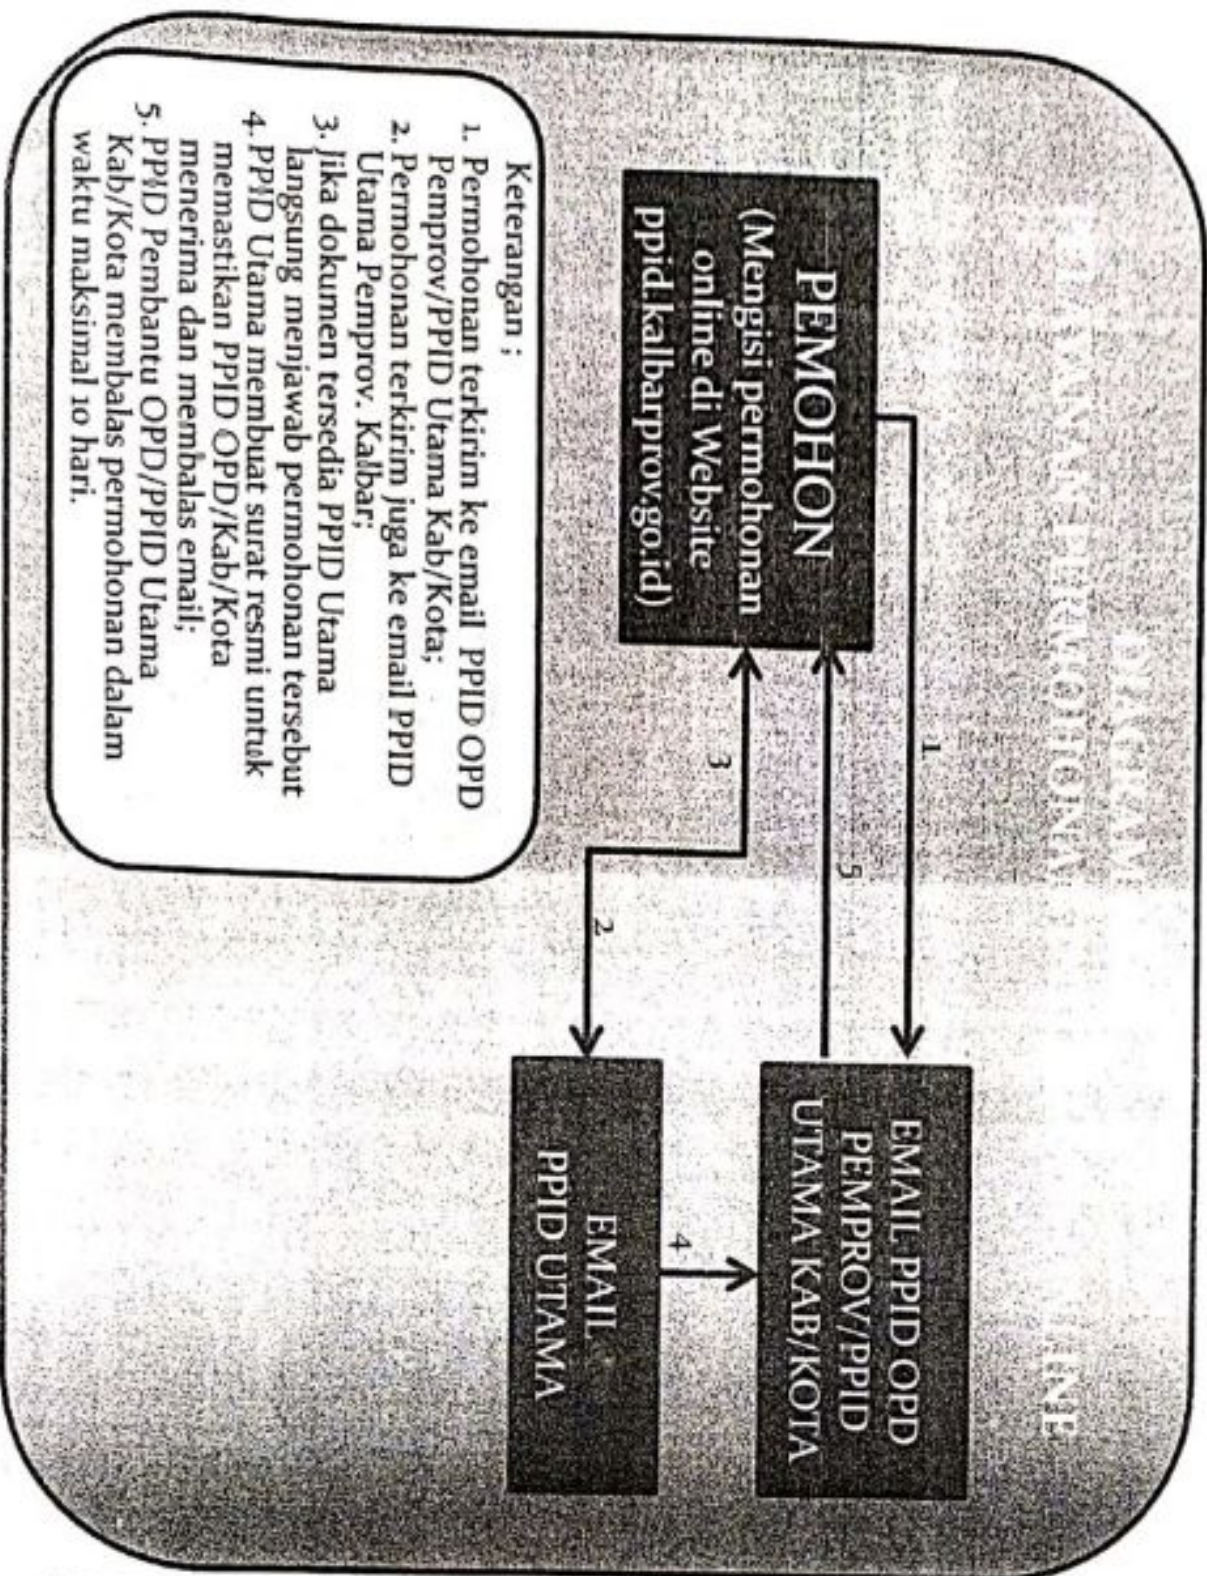 DIAGRAM
PELAYANAN PERMOHONA
INE
PEMOHON
(Mengisi permohonan
online di Website
ppid.kalbarprov.go.id)
1
5
3
2
4
EMAIL PPID OPD
PEMPROV/PPID
UTAMA KAB/KOTA
EMAIL
PPID UTAMA
Keterangan ;
1. Permohonan terkirim ke email PPID OPD
Pemprov/PPID Utama Kab/Kota;
2. Permohonan terkirim juga ke email PPID
Utama Pemprov. Kalbar;
3. Jika dokumen tersedia PPID Utama
langsung menjawab permohonan tersebut
4. PPID Utama membuat surat resmi untuk
memastikan PPID OPD/Kab/Kota
menerima dan membalas email;
5. PPID Pembantu OPD/PPID Utama
Kab/Kota membalas permohonan dalam
waktu maksimal 10 hari.